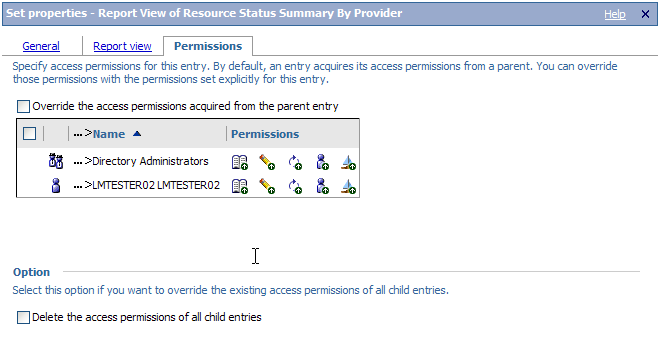 Set properties - Report View of Resource Status Summary By Provider
Help
General
Report view
Permissions
Specify access permissions for this entry. By default, an entry acquires its access permissions from a parent. You can override
those permissions with the permissions set explicitly for this entry.
Override the access permissions acquired from the parent entry
... >Name
Permissions
... >Directory Administrators
... >LMTESTER02 LMTESTER02
Option
Select this option if you want to override the existing access permissions of all child entries.
Delete the access permissions of all child entries